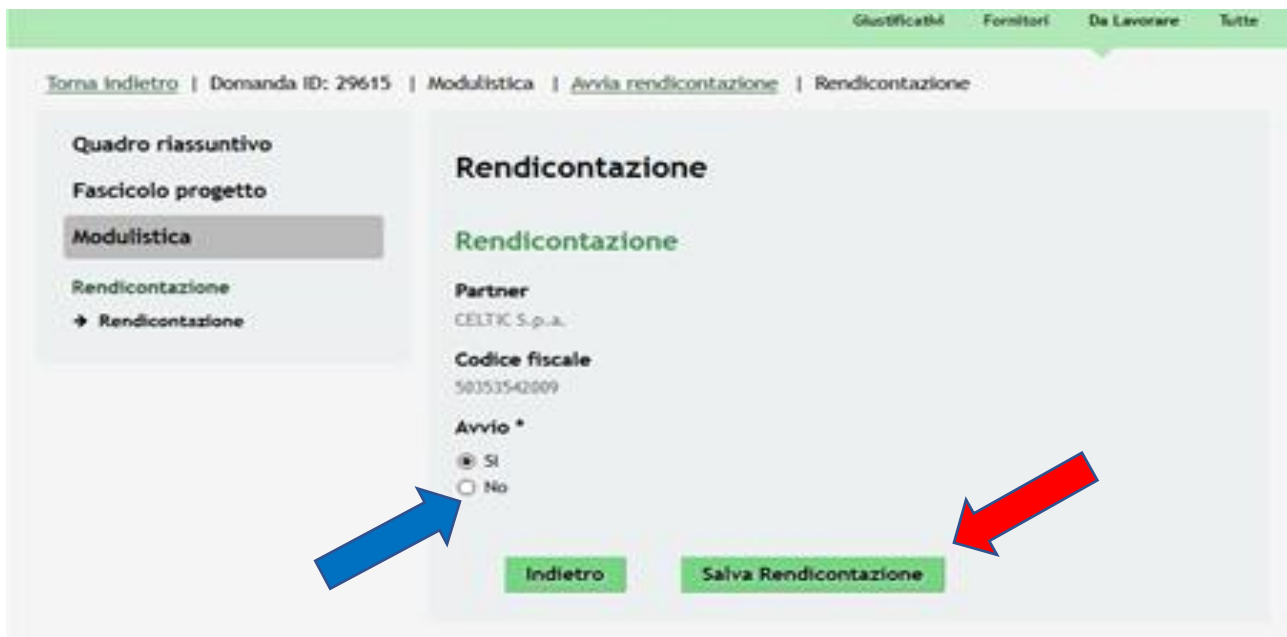 Giustificativi Fornitori Da Lavorare Tutte
Torna indietro | Domanda ID: 29615 | Modulistica | Avvia rendicontazione | Rendicontazione
Quadro riassuntivo
Fascicolo progetto
Modulistica
Rendicontazione
→ Rendicontazione
Rendicontazione
Rendicontazione
Partner
CELTIC S.p.a.
Codice fiscale
50353542009
Avvio *
Sì
No
Indietro Salva Rendicontazione